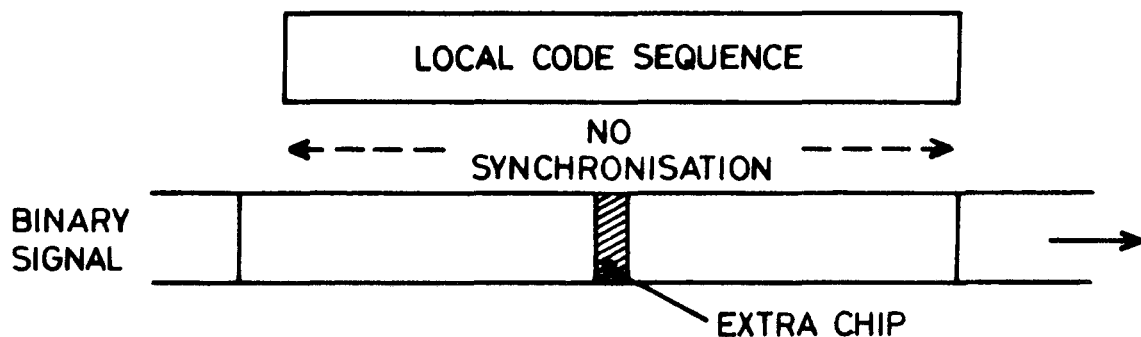 LOCAL CODE SEQUENCE
NO
SYNCHRONISATION
BINARY
SIGNAL
EXTRA CHIP